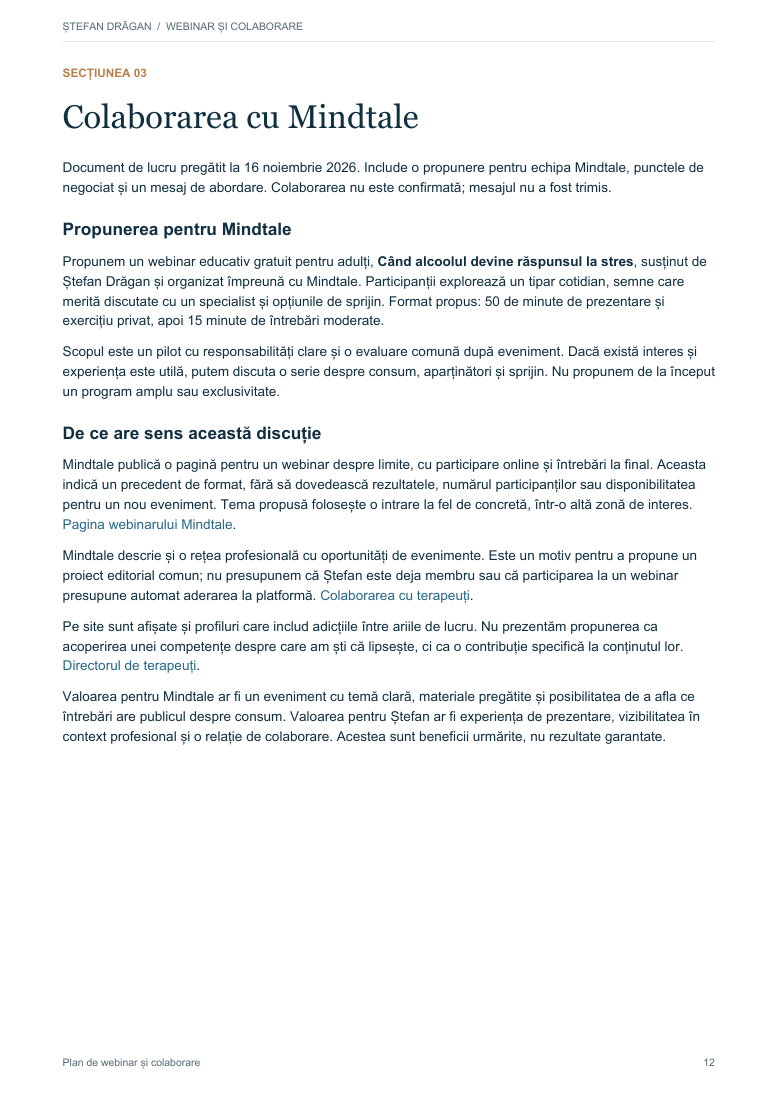 ȘTEFAN DRĂGAN / WEBINAR ȘI COLABORARE
SECȚIUNEA 03
Colaborarea cu Mindtale
Document de lucru pregătit la 16 noiembrie 2026. Include o propunere pentru echipa Mindtale, punctele de
negociat și un mesaj de abordare. Colaborarea nu este confirmată; mesajul nu a fost trimis.
Propunerea pentru Mindtale
Propunem un webinar educativ gratuit pentru adulți, Când alcoolul devine răspunsul la stres, susținut de
Ștefan Drăgan și organizat împreună cu Mindtale. Participanții explorează un tipar cotidian, semne care
merită discutate cu un specialist și opțiunile de sprijin. Format propus: 50 de minute de prezentare și
exercițiu privat, apoi 15 minute de întrebări moderate.
Scopul este un pilot cu responsabilități clare și o evaluare comună după eveniment. Dacă există interes și
experiența este utilă, putem discuta o serie despre consum, aparținători și sprijin. Nu propunem de la început
un program amplu sau exclusivitate.
De ce are sens această discuție
Mindtale publică o pagină pentru un webinar despre limite, cu participare online și întrebări la final. Aceasta
indică un precedent de format, fără să dovedească rezultatele, numărul participanților sau disponibilitatea
pentru un nou eveniment. Tema propusă folosește o intrare la fel de concretă, într-o altă zonă de interes.
Pagina webinarului Mindtale.
Mindtale descrie și o rețea profesională cu oportunități de evenimente. Este un motiv pentru a propune un
proiect editorial comun; nu presupunem că Ștefan este deja membru sau că participarea la un webinar
presupune automat aderarea la platformă. Colaborarea cu terapeuți.
Pe site sunt afișate și profiluri care includ adicțiile între ariile de lucru. Nu prezentăm propunerea ca
acoperirea unei competențe despre care am ști că lipsește, ci ca o contribuție specifică la conținutul lor.
Directorul de terapeuți.
Valoarea pentru Mindtale ar fi un eveniment cu temă clară, materiale pregătite și posibilitatea de a afla ce
întrebări are publicul despre consum. Valoarea pentru Ștefan ar fi experiența de prezentare, vizibilitatea în
context profesional și o relație de colaborare. Acestea sunt beneficii urmărite, nu rezultate garantate.
Plan de webinar și colaborare
12